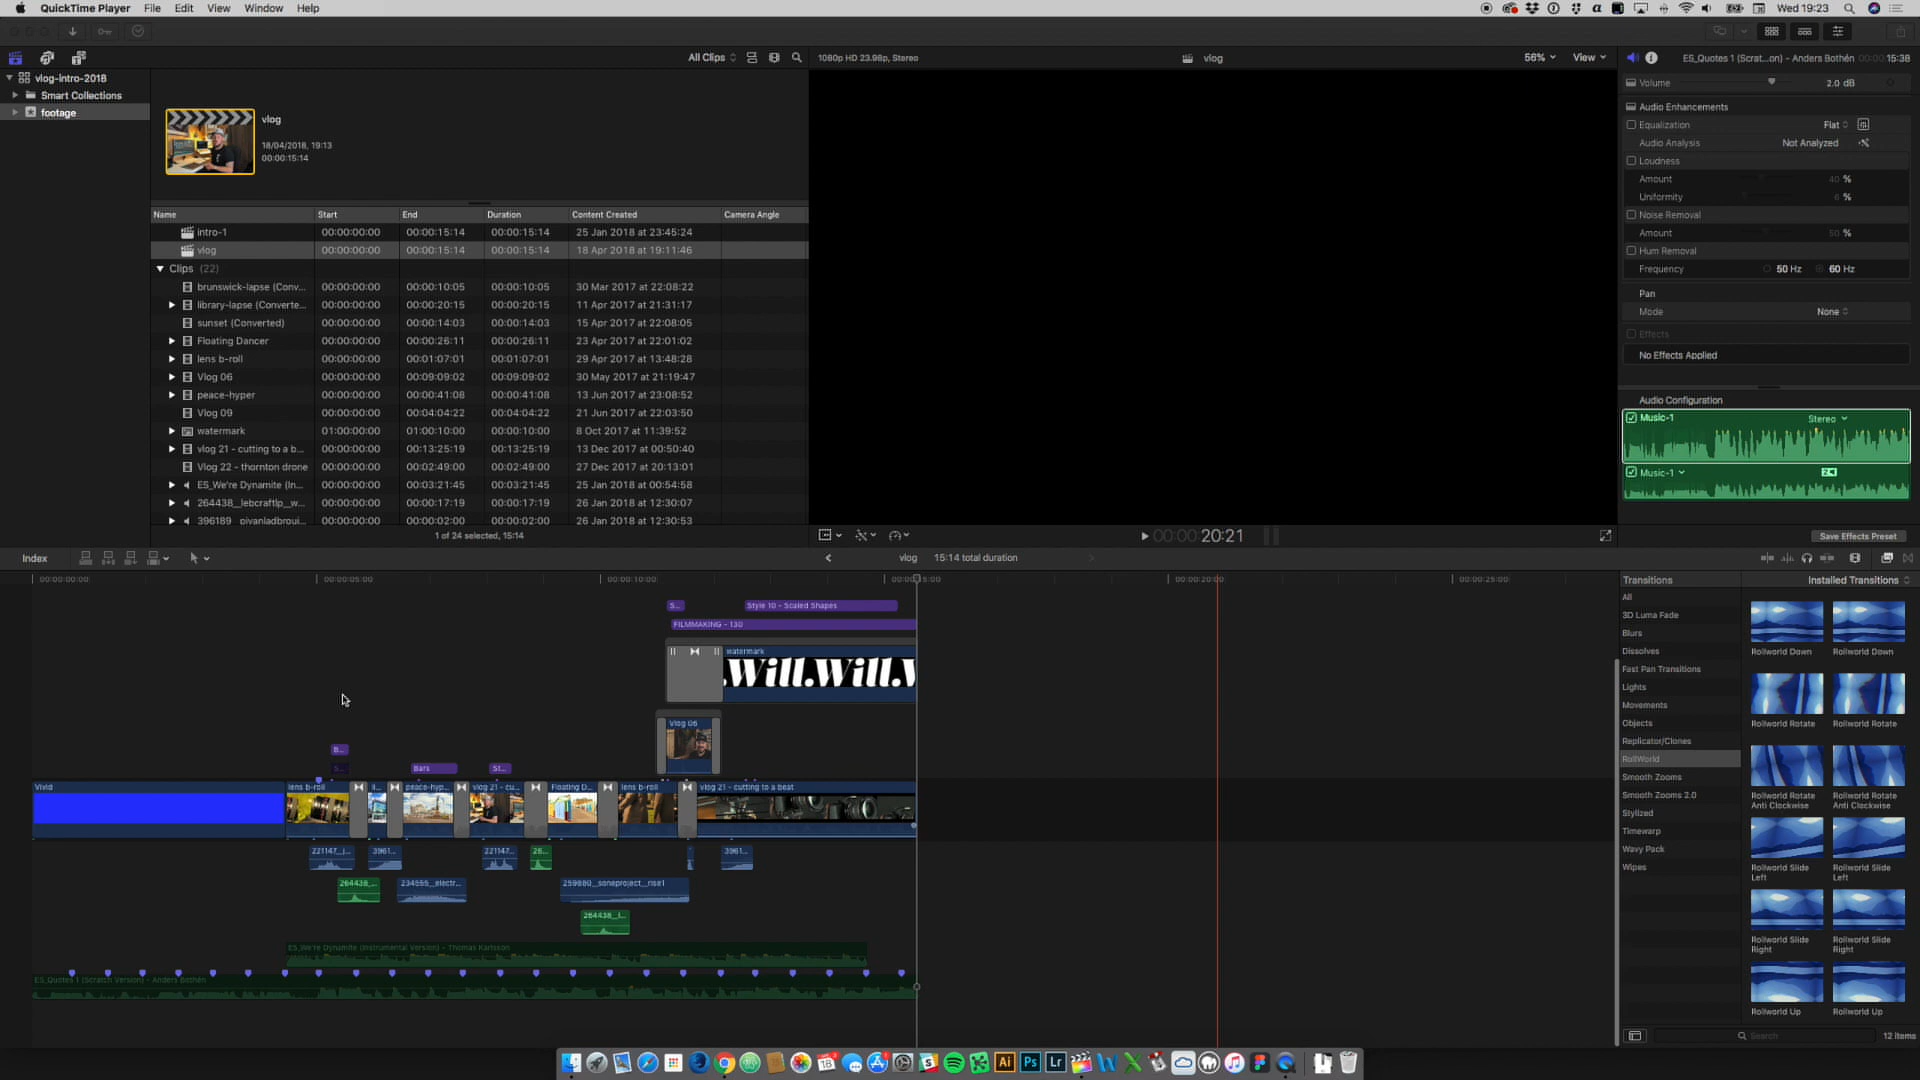 QuickTime Player File Edit View Window Help
Wed 19:23
vlog-intro-2018
Smart Collections
footage
All Clips
vlog
18/04/2018, 19:13
00:00:15:14
Name Start End Duration Content Created Camera Angle
intro-1 00:00:00:00 00:00:15:14 00:00:15:14 25 Jan 2018 at 23:45:24
vlog 00:00:00:00 00:00:15:14 00:00:15:14 18 Apr 2018 at 19:11:46
Clips (22)
brunswick-lapse (Conv... 00:00:00:00 00:00:10:05 00:00:10:05 30 Mar 2017 at 22:08:22
library-lapse (Converte... 00:00:00:00 00:00:20:15 00:00:20:15 11 Apr 2017 at 21:31:17
sunset (Converted) 00:00:00:00 00:00:14:03 00:00:14:03 15 Apr 2017 at 22:08:05
Floating Dancer 00:00:00:00 00:00:26:11 00:00:26:11 23 Apr 2017 at 22:01:02
lens b-roll 00:00:00:00 00:01:07:01 00:01:07:01 29 Apr 2017 at 13:48:28
Vlog 06 00:00:00:00 00:09:09:02 00:09:09:02 30 May 2017 at 21:19:47
peace-hyper 00:00:00:00 00:00:41:08 00:00:41:08 13 Jun 2017 at 23:08:52
Vlog 09 00:00:00:00 00:04:04:22 00:04:04:22 21 Jun 2017 at 22:03:50
watermark 01:00:00:00 01:00:10:00 00:00:10:00 8 Oct 2017 at 11:39:52
vlog 21 - cutting to a b... 00:00:00:00 00:13:25:19 00:13:25:19 13 Dec 2017 at 00:50:40
Vlog 22 - thornton drone 00:00:00:00 00:02:49:00 00:02:49:00 27 Dec 2017 at 20:13:01
ES_We're Dynamite (In... 00:00:00:00 00:03:21:45 00:03:21:45 25 Jan 2018 at 00:54:58
264438__lebcraftlp__w... 00:00:00:00 00:00:17:19 00:00:17:19 26 Jan 2018 at 12:30:07
00:00:00:00 00:00:02:00 00:00:02:00 26 Jan 2018 at 12:30:53
1 of 24 selected, 15:14
1080p HD 23.98p, Stereo
vlog
56% View
00:00:00:20:21
ES_Quotes 1 (Scrat...on) - Anders Bothén 00:00:15:38
Volume 2.0 dB
Audio Enhancements
Equalization Flat
Audio Analysis Not Analyzed
Loudness
Amount 40 %
Uniformity 6 %
Noise Removal
Amount 50 %
Hum Removal
Frequency 50 Hz 60 Hz
Pan
Mode None
Effects
No Effects Applied
Audio Configuration
Music-1 Stereo
Music-1
Save Effects Preset
Index
vlog 15:14 total duration
00:00:00:00 00:00:05:00 00:00:10:00 00:00:15:00 00:00:20:00 00:00:25:00
S... Style 10 - Scaled Shapes
FILMMAKING - 130
watermark
.Will.Will.
Vlog 06
B...
S... Bars St...
Vivid
lens b-roll peace-hyp... vlog 21 - cu... Floating D... lens b-roll vlog 21 - cutting to a beat
3961... 221147... 26... 3961...
264438_... 234555__electr... 259880__soneproject__rise1
264438__l...
ES_We're Dynamite (Instrumental Version) - Thomas Karlsson
ES_Quotes 1 (Scratch Version) - Anders Bothén
Transitions
All
3D Luma Fade
Blurs
Dissolves
Fast Pan Transitions
Lights
Movements
Objects
Replicator/Clones
RollWorld
Smooth Zooms
Smooth Zooms 2.0
Stylized
Timewarp
Wavy Pack
Wipes
Installed Transitions
Rollworld Down Rollworld Down
Rollworld Rotate Rollworld Rotate
Rollworld Rotate Anti Clockwise Rollworld Rotate Anti Clockwise
Rollworld Slide Left Rollworld Slide Left
Rollworld Slide Right Rollworld Slide Right
Rollworld Up Rollworld Up
Search
12 items
Ai Ps Lr